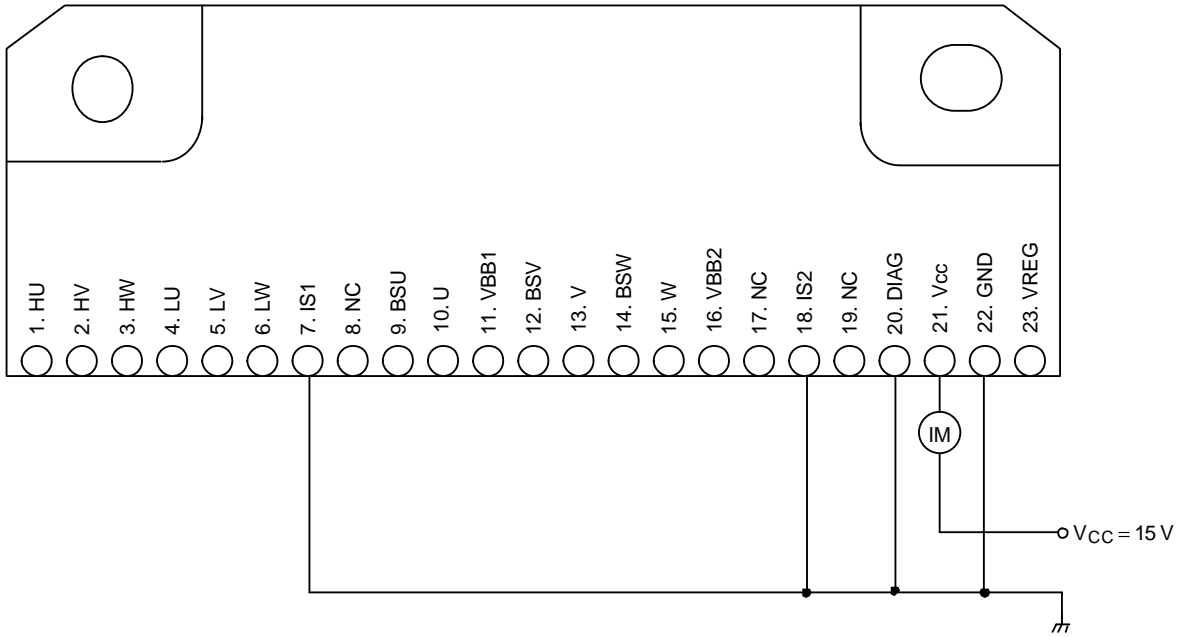 1. HU
2. HV
3. HW
4. LU
5. LV
6. LW
7. IS1
8. NC
9. BSU
10. U
11. VBB1
12. BSV
13. V
14. BSW
15. W
16. VBB2
17. NC
18. IS2
19. NC
20. DIAG
21. Vcc
22. GND
23. VREG
IM
VCC = 15 V